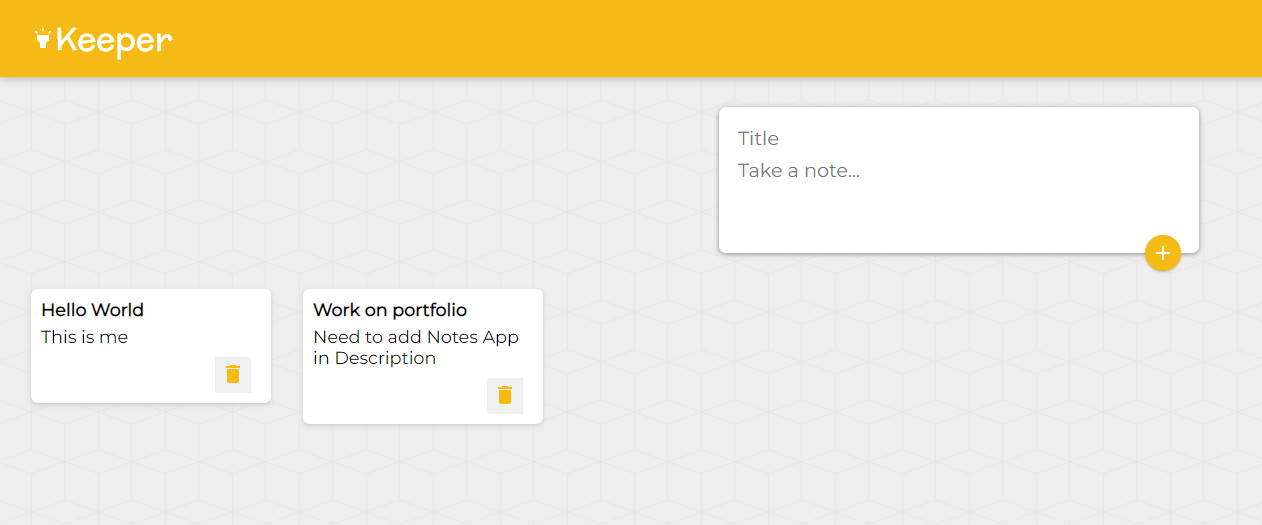 Keeper
Title
Take a note...
Hello World
This is me
Work on portfolio
Need to add Notes App
in Description